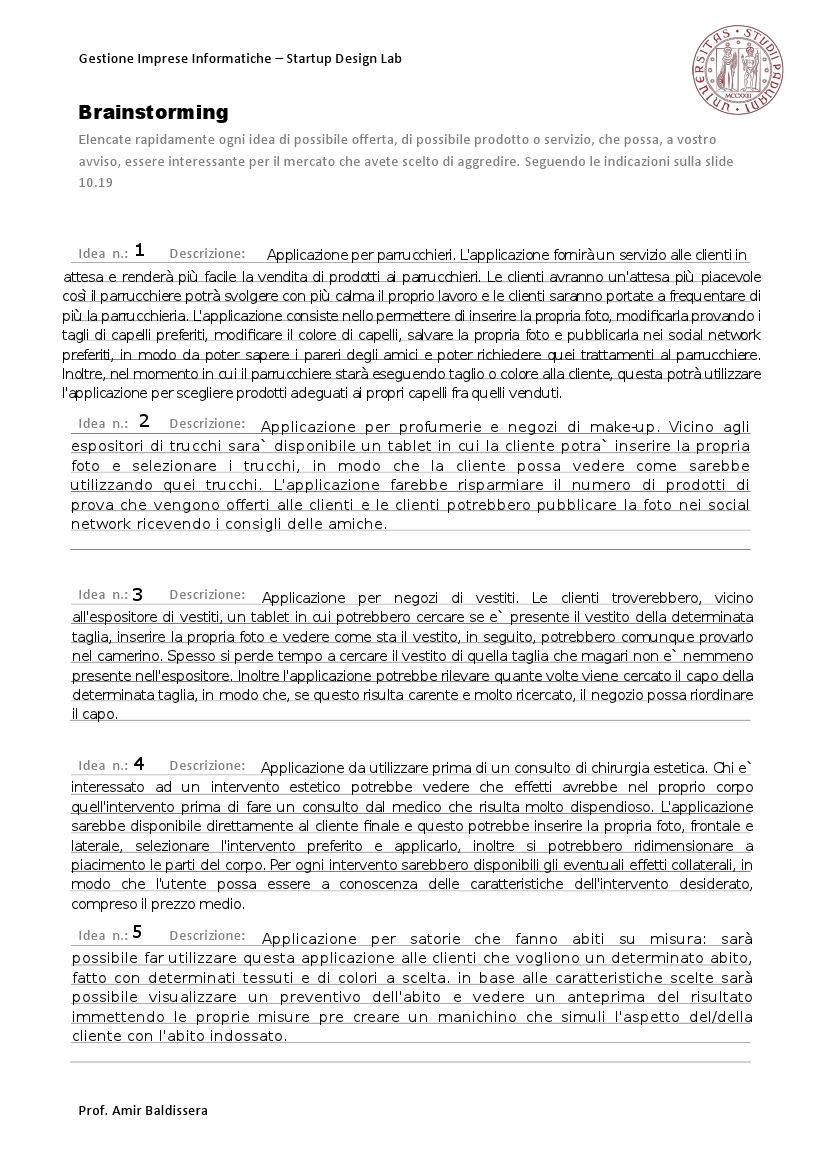 Gestione Imprese Informatiche – Startup Design Lab
UNIVERSITAS STUDII PADUANI
MCCXXII
Brainstorming
Elencate rapidamente ogni idea di possibile offerta, di possibile prodotto o servizio, che possa, a vostro
avviso, essere interessante per il mercato che avete scelto di aggredire. Seguendo le indicazioni sulla slide
10.19
Idea n.: 1 Descrizione: Applicazione per parrucchieri. L'applicazione fornirà un servizio alle clienti in
attesa e renderà più facile la vendita di prodotti ai parrucchieri. Le clienti avranno un'attesa più piacevole
così il parrucchiere potrà svolgere con più calma il proprio lavoro e le clienti saranno portate a frequentare di
più la parrucchieria. L'applicazione consiste nello permettere di inserire la propria foto, modificarla provando i
tagli di capelli preferiti, modificare il colore di capelli, salvare la propria foto e pubblicarla nei social network
preferiti, in modo da poter sapere i pareri degli amici e poter richiedere quei trattamenti al parrucchiere.
Inoltre, nel momento in cui il parrucchiere starà eseguendo taglio o colore alla cliente, questa potrà utilizzare
l'applicazione per scegliere prodotti adeguati ai propri capelli fra quelli venduti.
Idea n.: 2 Descrizione: Applicazione per profumerie e negozi di make-up. Vicino agli
espositori di trucchi sara` disponibile un tablet in cui la cliente potra` inserire la propria
foto e selezionare i trucchi, in modo che la cliente possa vedere come sarebbe
utilizzando quei trucchi. L'applicazione farebbe risparmiare il numero di prodotti di
prova che vengono offerti alle clienti e le clienti potrebbero pubblicare la foto nei social
network ricevendo i consigli delle amiche.
Idea n.: 3 Descrizione: Applicazione per negozi di vestiti. Le clienti troverebbero, vicino
all'espositore di vestiti, un tablet in cui potrebbero cercare se e` presente il vestito della determinata
taglia, inserire la propria foto e vedere come sta il vestito, in seguito, potrebbero comunque provarlo
nel camerino. Spesso si perde tempo a cercare il vestito di quella taglia che magari non e` nemmeno
presente nell'espositore. Inoltre l'applicazione potrebbe rilevare quante volte viene cercato il capo della
determinata taglia, in modo che, se questo risulta carente e molto ricercato, il negozio possa riordinare
il capo.
Idea n.: 4 Descrizione: Applicazione da utilizzare prima di un consulto di chirurgia estetica. Chi e`
interessato ad un intervento estetico potrebbe vedere che effetti avrebbe nel proprio corpo
quell'intervento prima di fare un consulto dal medico che risulta molto dispendioso. L'applicazione
sarebbe disponibile direttamente al cliente finale e questo potrebbe inserire la propria foto, frontale e
laterale, selezionare l'intervento preferito e applicarlo, inoltre si potrebbero ridimensionare a
piacimento le parti del corpo. Per ogni intervento sarebbero disponibili gli eventuali effetti collaterali, in
modo che l'utente possa essere a conoscenza delle caratteristiche dell'intervento desiderato,
compreso il prezzo medio.
Idea n.: 5 Descrizione: Applicazione per satorie che fanno abiti su misura: sarà
possibile far utilizzare questa applicazione alle clienti che vogliono un determinato abito,
fatto con determinati tessuti e di colori a scelta. in base alle caratteristiche scelte sarà
possibile visualizzare un preventivo dell'abito e vedere un anteprima del risultato
immettendo le proprie misure pre creare un manichino che simuli l'aspetto del/della
cliente con l'abito indossato.
Prof. Amir Baldissera